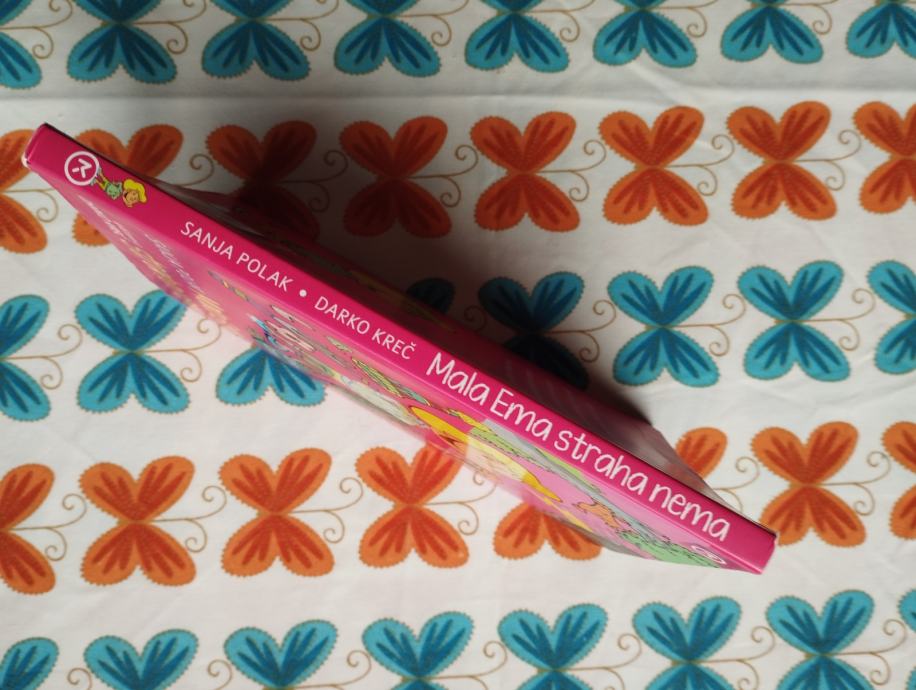 SANJA POLAK • DARKO KREČ Mala Ema straha nema